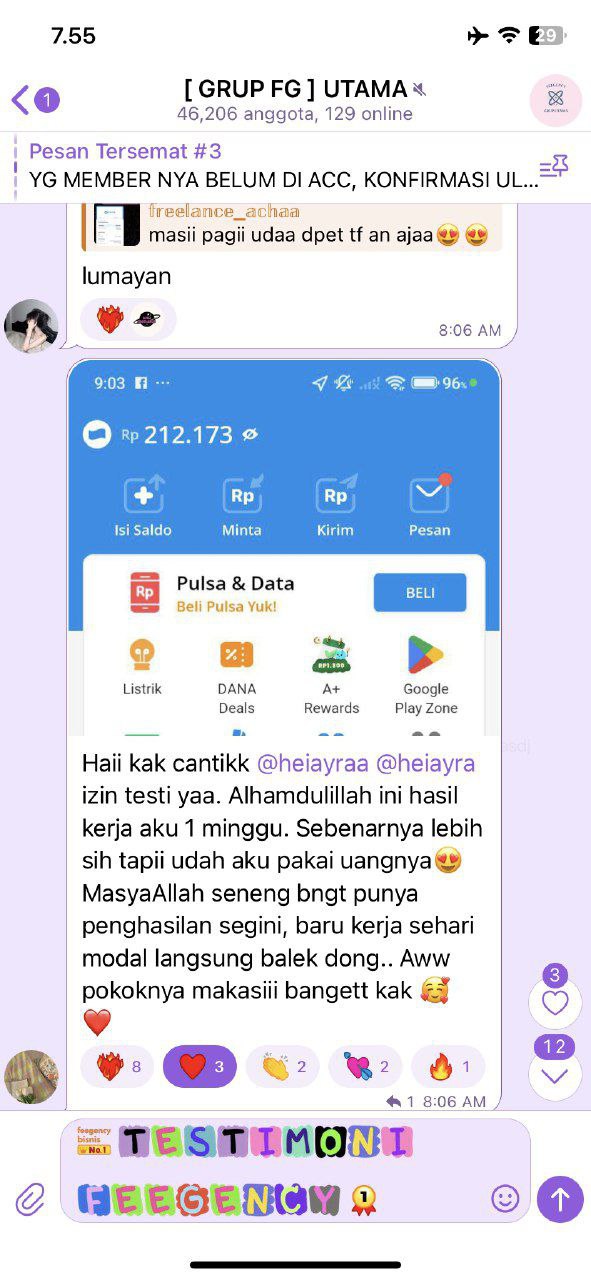 7.55
29
1
[ GRUP FG ] UTAMA
46,206 anggota, 129 online
Pesan Tersemat #3
YG MEMBER NYA BELUM DI ACC, KONFIRMASI UL...
freelance_achaa
masii pagii udaa dpet tf an ajaa😍 😍
lumayan
8:06 AM
9:03
96%
Rp 212.173
Rp
Rp
Isi Saldo
Minta
Kirim
Pesan
Rp
Pulsa & Data
Beli Pulsa Yuk!
BELI
RP1.800
Listrik
DANA Deals
A+ Rewards
Google Play Zone
Haii kak cantikk @heiayraa @heiayra
izin testi yaa. Alhamdulillah ini hasil
kerja aku 1 minggu. Sebenarnya lebih
sih tapii udah aku pakai uangnya😍
MasyaAllah seneng bngt punya
penghasilan segini, baru kerja sehari
modal langsung balek dong.. Aww
pokoknya makasiii bangett kak 🥰
❤️
8
3
2
2
1
1 8:06 AM
3
12
feegency bisnis No.1
TESTIMONI
FEEGENCY 🥇